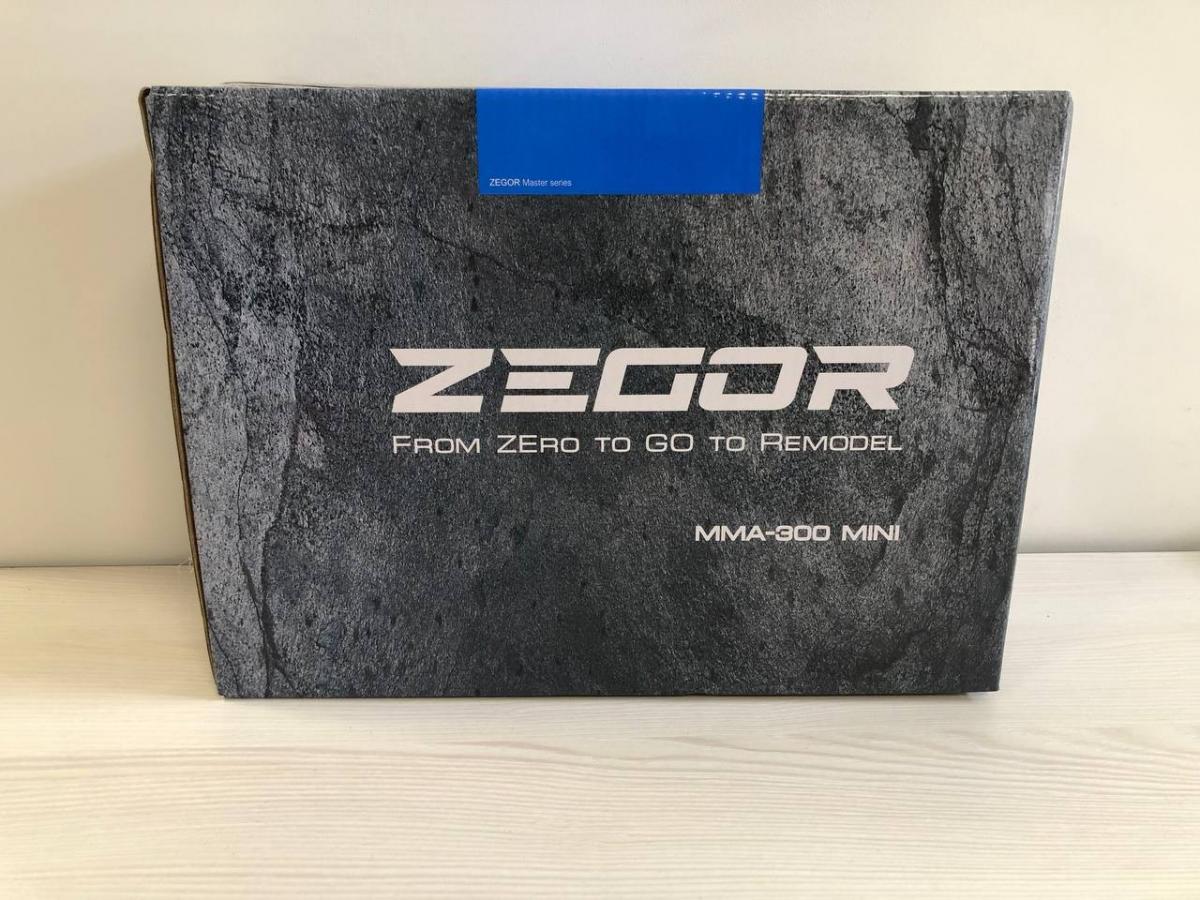 ZEGOR Master series
ZEGOR
FROM ZERO TO GO TO REMODEL
MMA-300 MINI